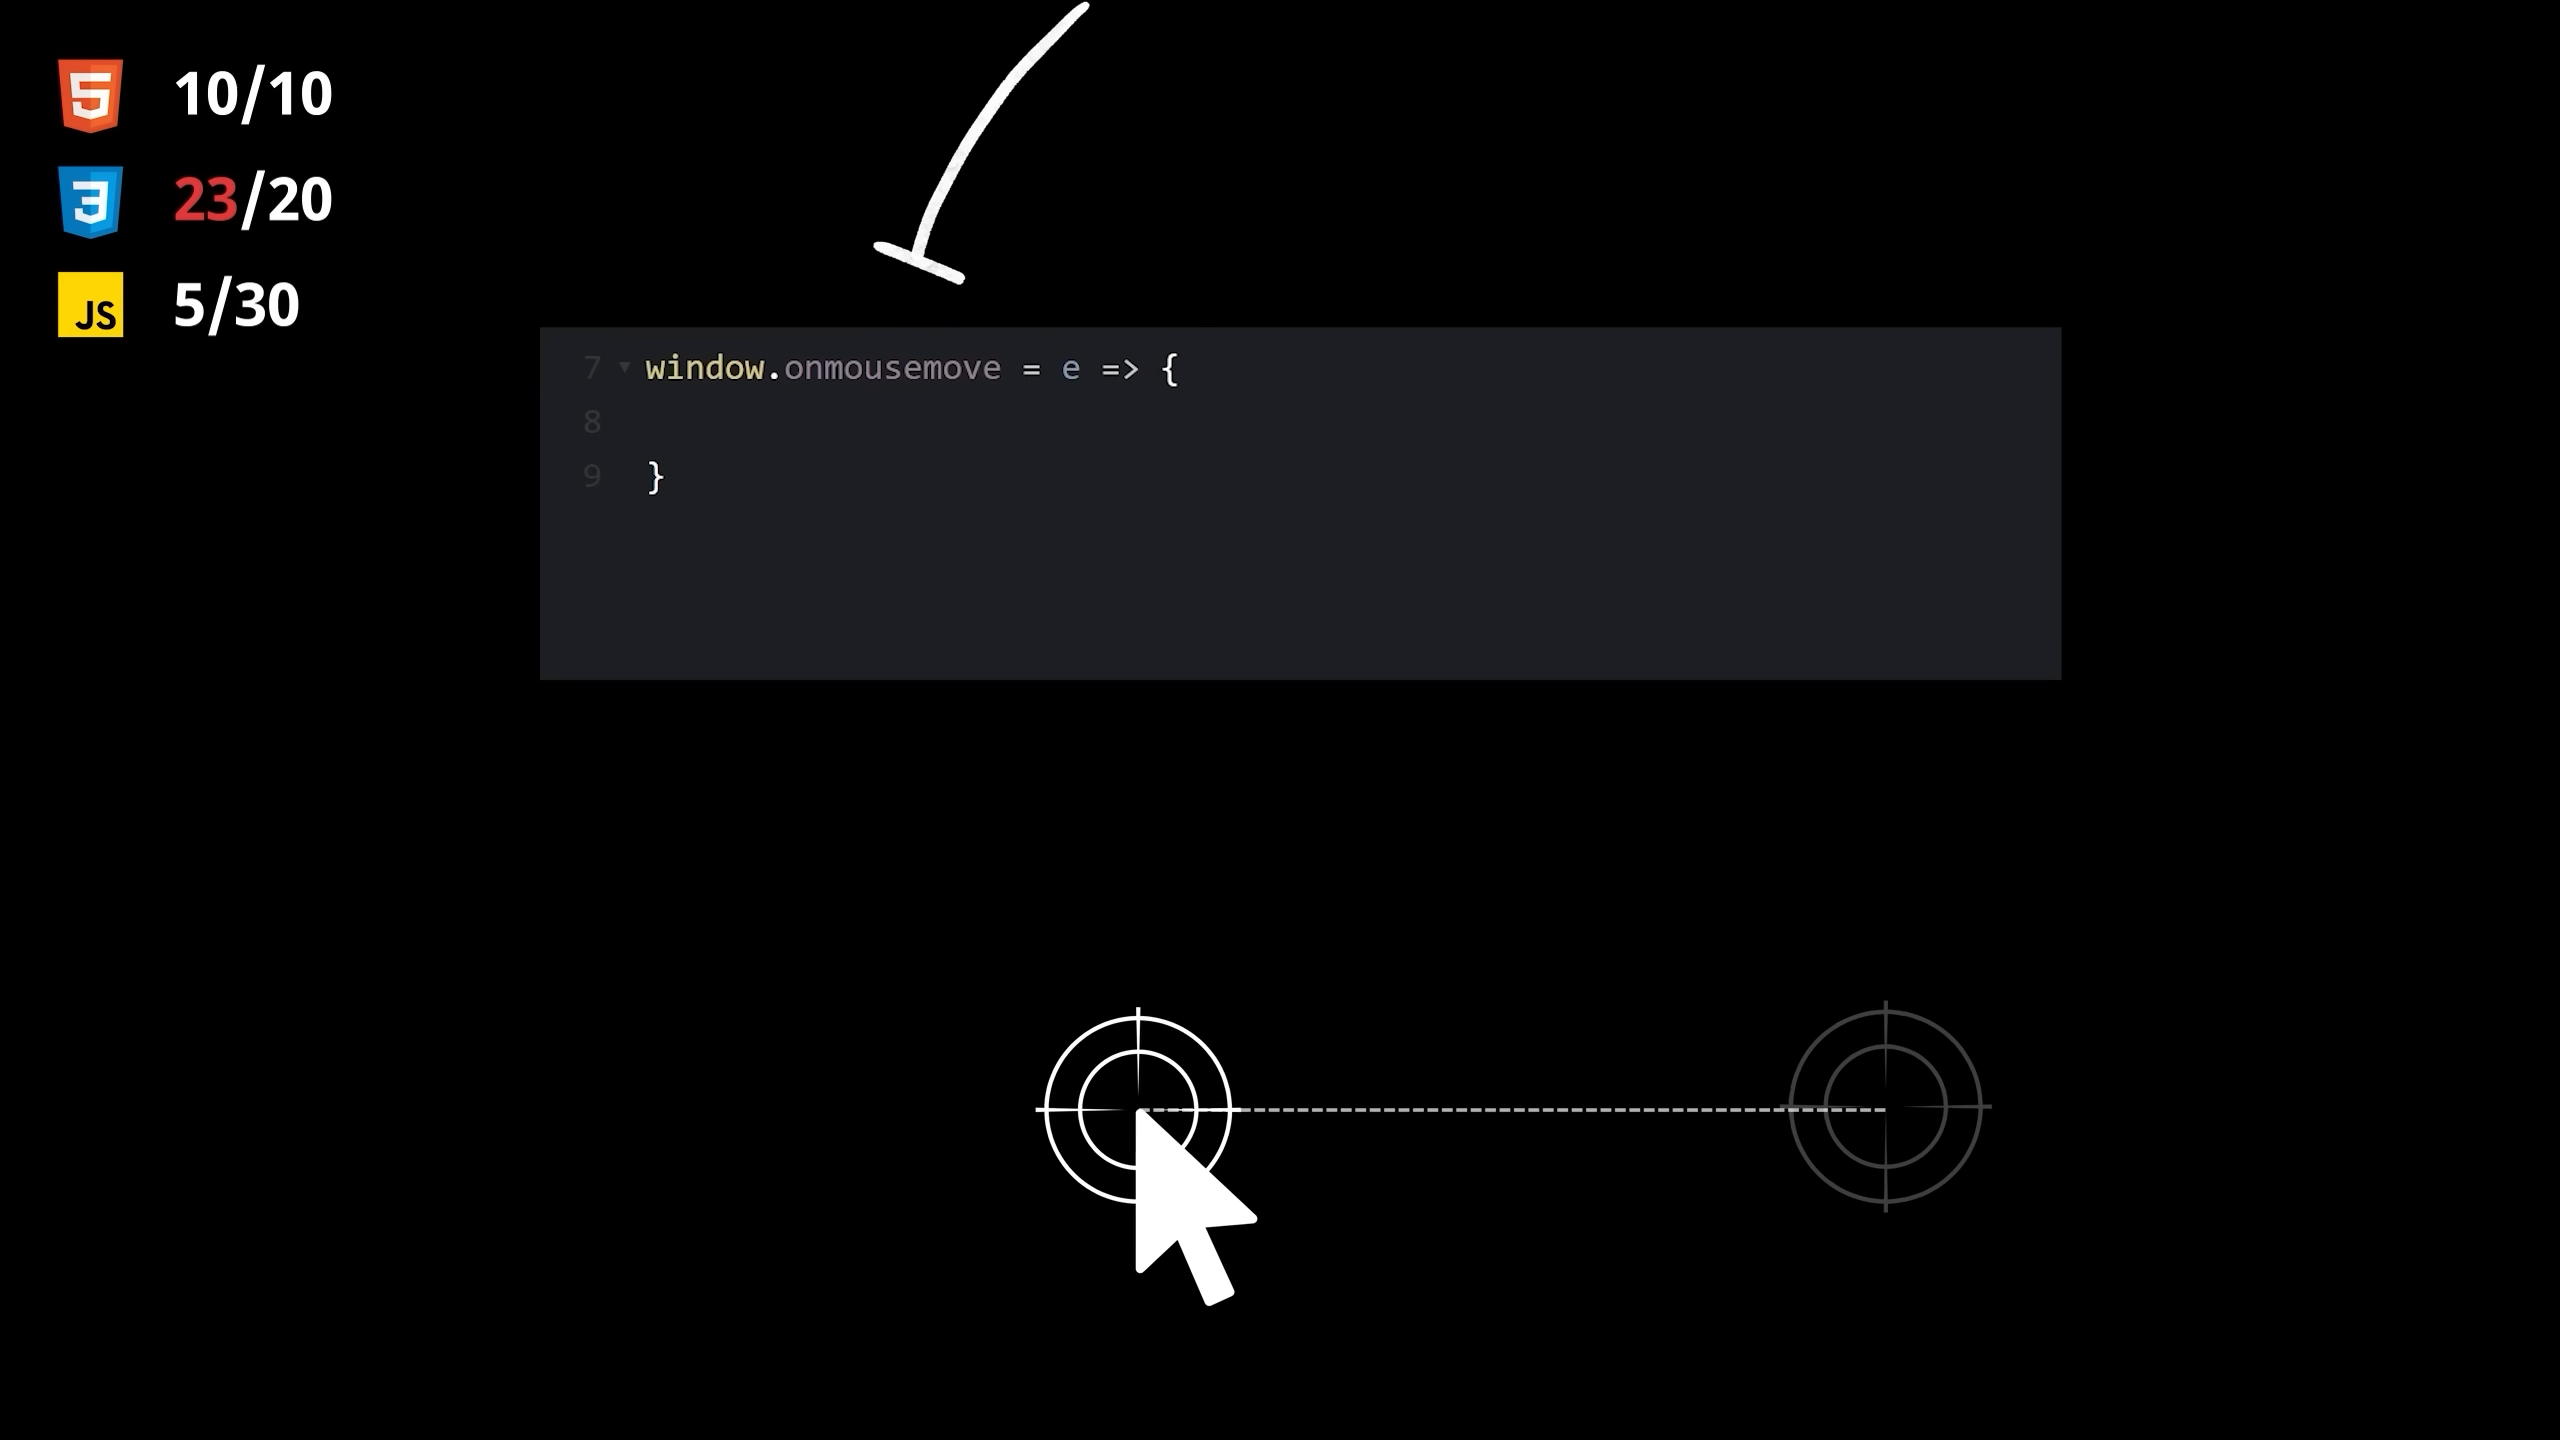 10/10
23/20
JS 5/30
7 window.onmousemove = e => {
8
9 }